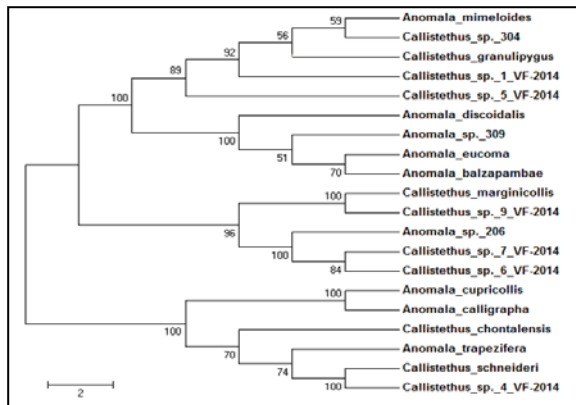 59 Anomala_mimeloides
56 Callistethus_sp._304
92 Callistethus_granulipygus
89 Callistethus_sp._1_VF-2014
100 Callistethus_sp._5_VF-2014
Anomala_discoidalis
100 Anomala_sp._309
51 Anomala_eucoma
70 Anomala_balzapambae
100 Callistethus_marginicollis
96 Callistethus_sp._9_VF-2014
Anomala_sp._206
100 Callistethus_sp._7_VF-2014
84 Callistethus_sp._6_VF-2014
100 Anomala_cupricollis
100 Anomala_calligrapha
Callistethus_chontalensis
70 Anomala_trapezifera
74 Callistethus_schneideri
100 Callistethus_sp._4_VF-2014
2